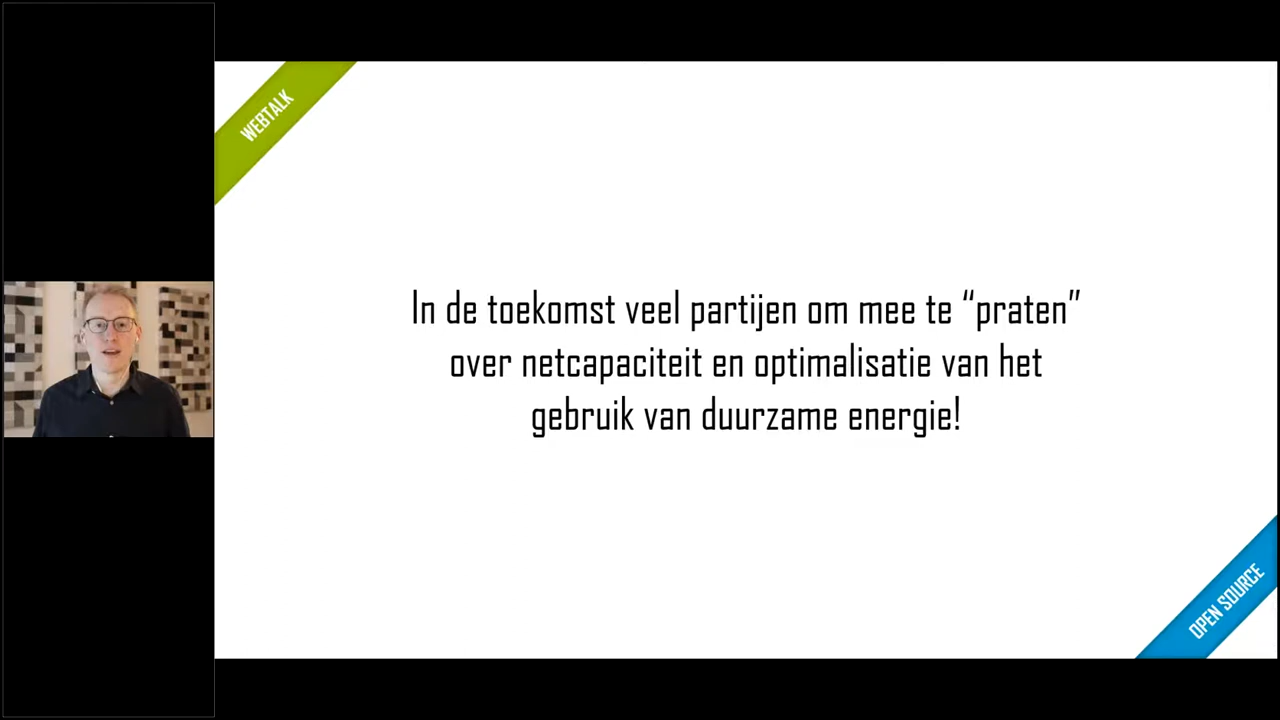 WEBTALK
In de toekomst veel partijen om mee te “praten”
over netcapaciteit en optimalisatie van het
gebruik van duurzame energie!
OPEN SOURCE